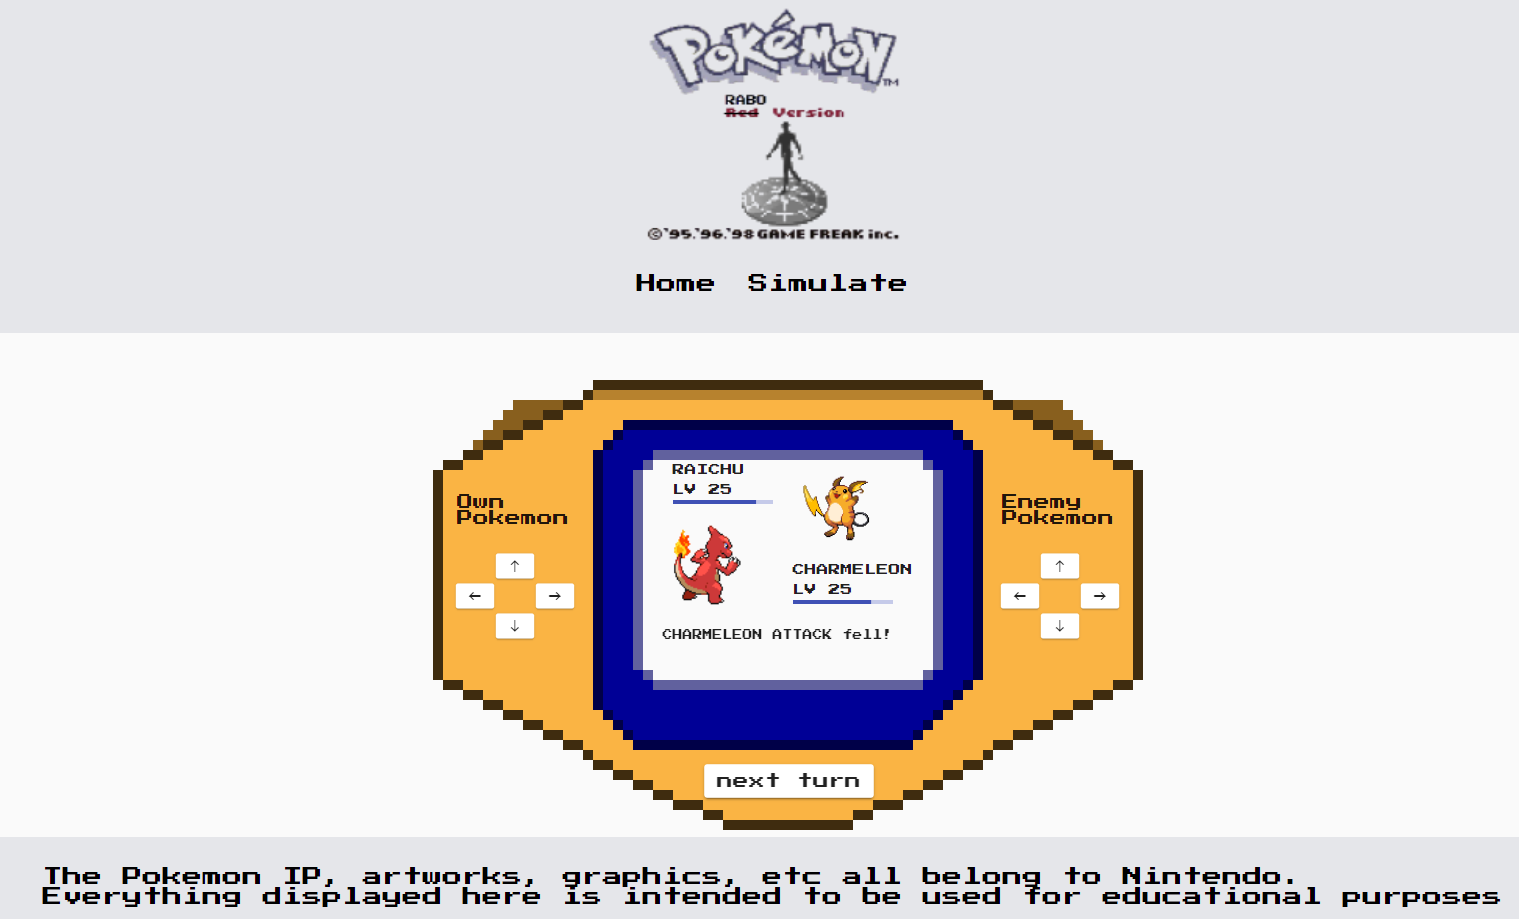 POKéMON™
RABO
Red Version
©'95.'96.'98 GAME FREAK inc.
Home Simulate
RAICHU
LV 25
Own
Pokemon
Enemy
Pokemon
↑
← →
↓
↑
← →
↓
CHARMELEON
LV 25
CHARMELEON ATTACK fell!
next turn
The Pokemon IP, artworks, graphics, etc all belong to Nintendo.
Everything displayed here is intended to be used for educational purposes